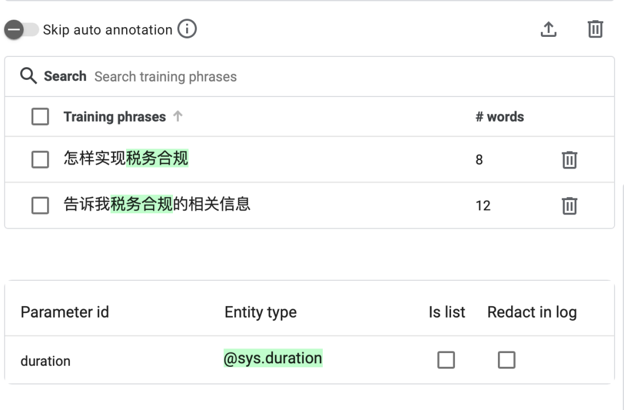 Skip auto annotation
Search Search training phrases
Training phrases # words
怎样实现税务合规 8
告诉我税务合规的相关信息 12
Parameter id Entity type Is list Redact in log
duration @sys.duration